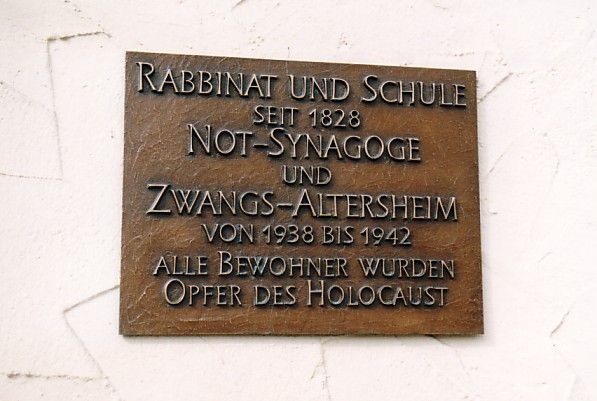 RABBINAT UND SCHULE
SEIT 1828
NOT-SYNAGOGE
UND
ZWANGS-ALTERSHEIM
VON 1938 BIS 1942
ALLE BEWOHNER WURDEN
OPFER DES HOLOCAUST